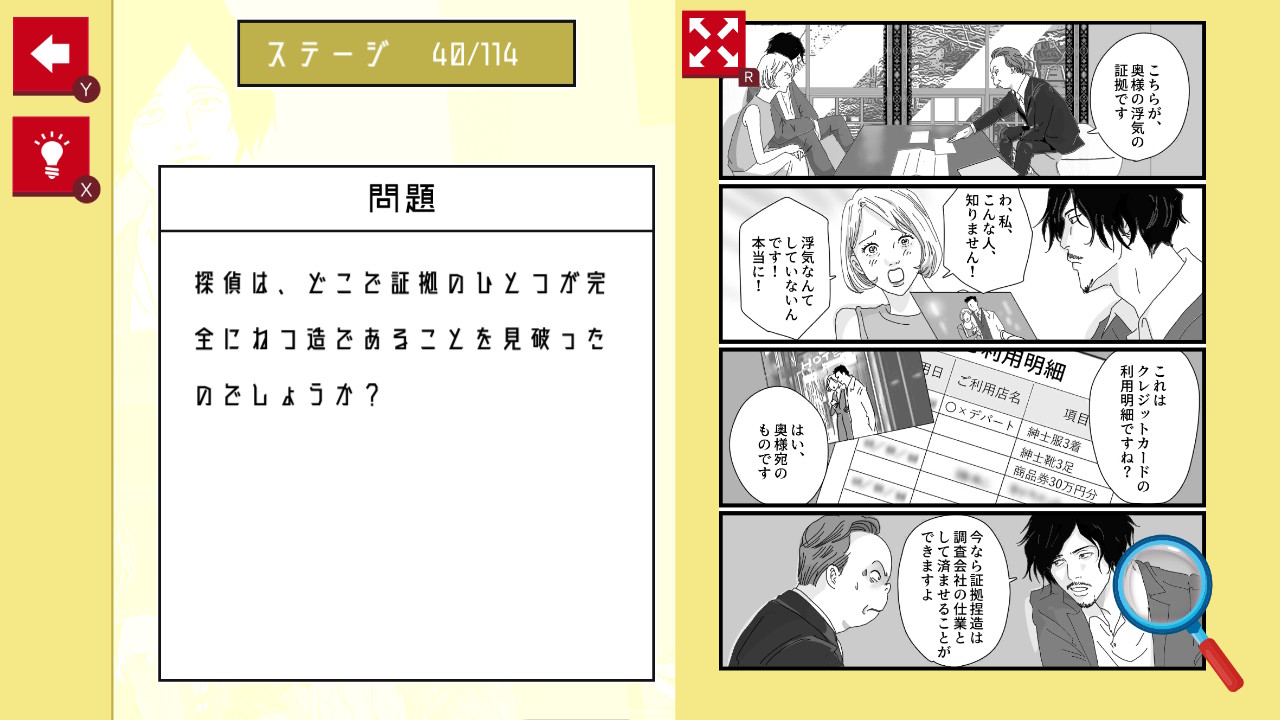 Y
X
ステージ 40/114
問題
探偵は、どこで証拠のひとつが完
全にねつ造であることを見破った
のでしょうか?
R
こちらが、
奥様の浮気の
証拠です
わ、私、
こんな人、
知りません!
浮気なんて
していないいん
です!
本当に!
これは
クレジットカードの
利用明細ですね?
ご利用明細
用日
ご利用店名
項目
〇×デパート
紳士服3着
紳士靴3足
商品券30万円分
HOTE
はい、
奥様宛の
ものです
今なら証拠捏造は
調査会社の仕業と
して済ませることが
できますよ